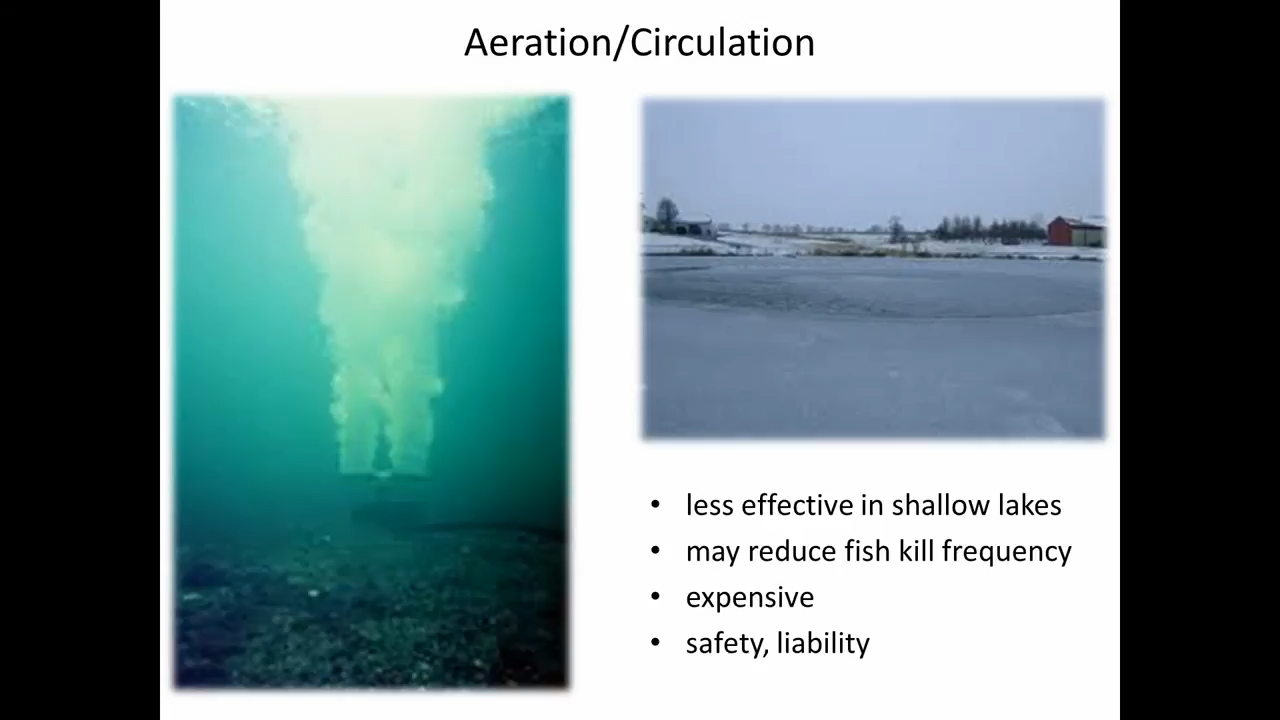 Aeration/Circulation
• less effective in shallow lakes
• may reduce fish kill frequency
• expensive
• safety, liability